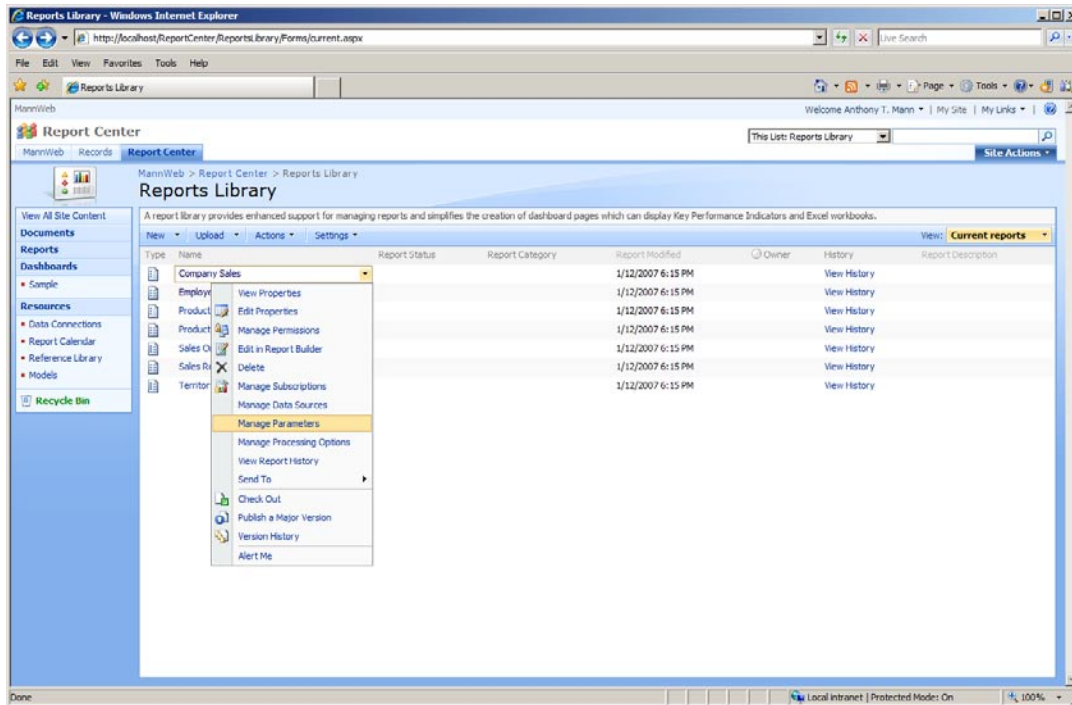 Reports Library - Windows Internet Explorer
http://localhost/ReportCenter/ReportsLibrary/Forms/current.aspx
Live Search
File Edit View Favorites Tools Help
Reports Library
Page Tools
MannWeb
Welcome Anthony T. Mann | My Site | My Links |
Report Center
This List: Reports Library
MannWeb Records Report Center
Site Actions
MannWeb > Report Center > Reports Library
Reports Library
A report library provides enhanced support for managing reports and simplifies the creation of dashboard pages which can display Key Performance Indicators and Excel workbooks.
View All Site Content
Documents
Reports
Dashboards
Sample
Resources
Data Connections
Report Calendar
Reference Library
Models
Recycle Bin
New Upload Actions Settings
View: Current reports
Type Name Report Status Report Category Report Modified Owner History Report Description
Company Sales 1/12/2007 6:15 PM View History
Employe 1/12/2007 6:15 PM View History
Product 1/12/2007 6:15 PM View History
Product 1/12/2007 6:15 PM View History
Sales O 1/12/2007 6:15 PM View History
Sales 1/12/2007 6:15 PM View History
Territor 1/12/2007 6:15 PM View History
View Properties
Edit Properties
Manage Permissions
Edit in Report Builder
Delete
Manage Subscriptions
Manage Data Sources
Manage Parameters
Manage Processing Options
View Report History
Send To
Check Out
Publish a Major Version
Version History
Alert Me
Done
Local intranet | Protected Mode: On
100%